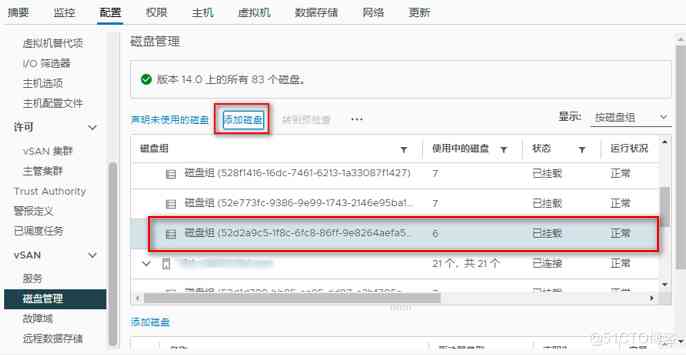 摘要 监控 配置 权限 主机 虚拟机 数据存储 网络 更新
虚拟机替代项
I/O 筛选器
主机选项
主机配置文件
许可
vSAN 集群
主管集群
Trust Authority
警报定义
已调度任务
vSAN
服务
磁盘管理
故障域
远程数据存储
磁盘管理
版本 14.0 上的所有 83 个磁盘。
声明未使用的磁盘 添加磁盘 转到预检查 ... 显示: 按磁盘组
磁盘组 使用中的磁盘 状态 运行状况
磁盘组 (528f1416-16dc-7461-6213-1a33087f1427) 7 已挂载 正常
磁盘组 (52e773fc-9386-9e99-1743-2146e95ba1... 7 已挂载 正常
磁盘组 (52d2a9c5-1f8c-6fc8-86ff-9e8264aefa5... 6 已挂载 正常
21 个，共 21 个 已连接 正常
添加磁盘
@51CTO博客